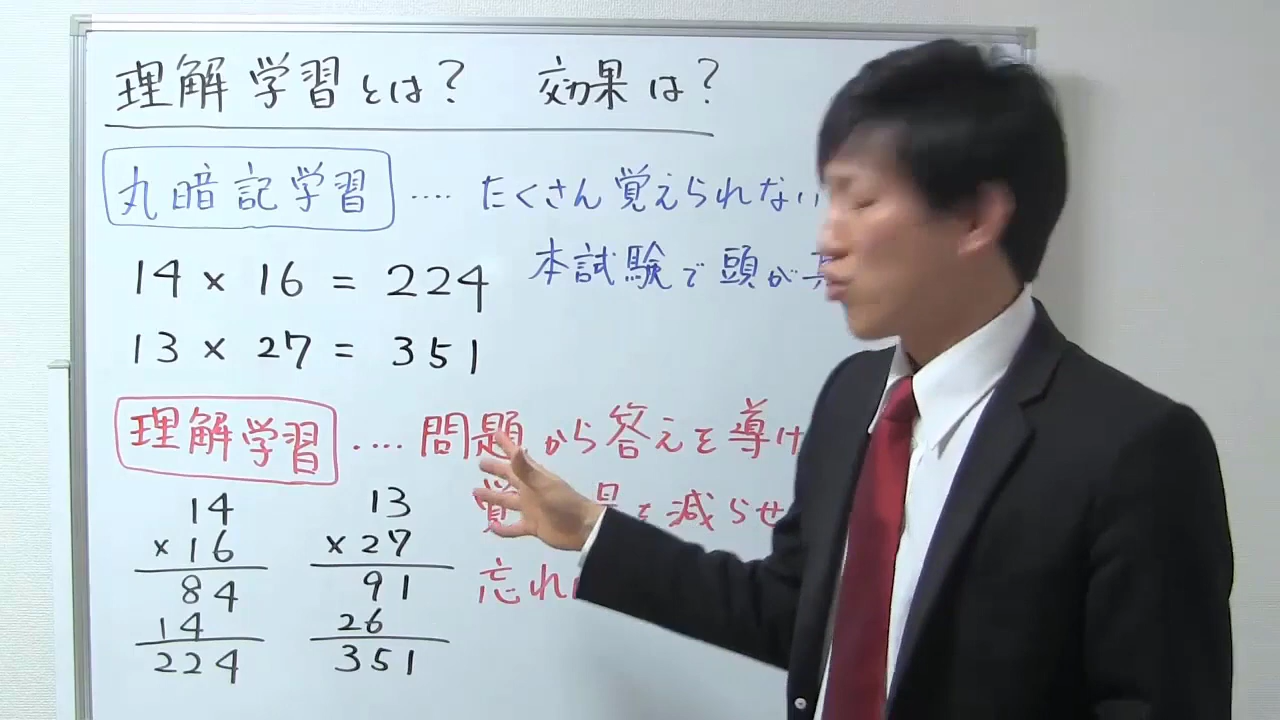 理解学習とは？ 効果は？
丸暗記学習 ‥‥ たくさん覚えられない
14 × 16 = 224
本試験で頭が
13 × 27 = 351
理解学習 ‥‥ 問題から答えを導け
14
× 16
84
14
224
13
× 27
91
26
351
覚 量を減らせ
忘れ